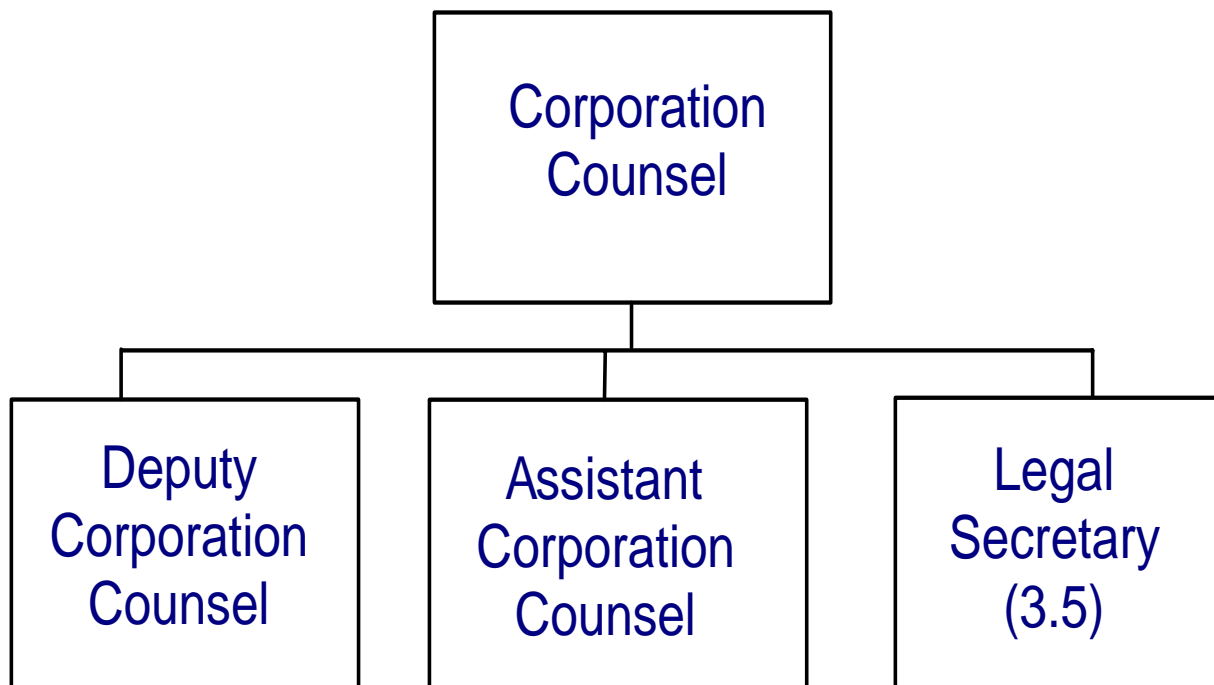 Corporation
Counsel
Deputy
Corporation
Counsel
Assistant
Corporation
Counsel
Legal
Secretary
(3.5)